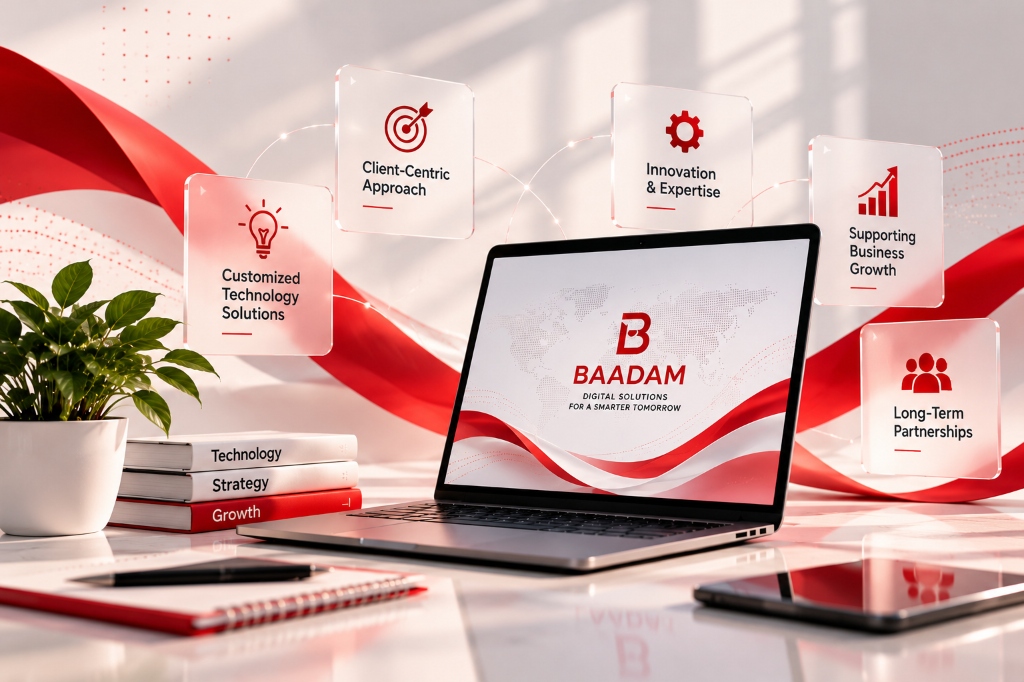 Client-Centric
Approach
Innovation
& Expertise
Customized
Technology
Solutions
Supporting
Business
Growth
B
BAADAM
DIGITAL SOLUTIONS
FOR A SMARTER TOMORROW
Long-Term
Partnerships
Technology
Strategy
Growth